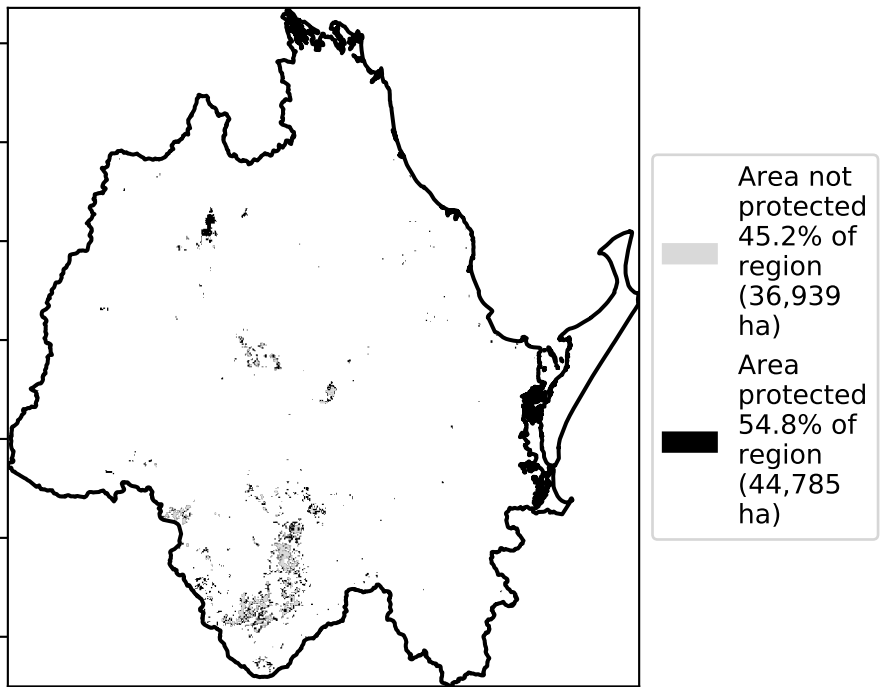 Area not
protected
45.2% of
region
(36,939
ha)
Area
protected
54.8% of
region
(44,785
ha)